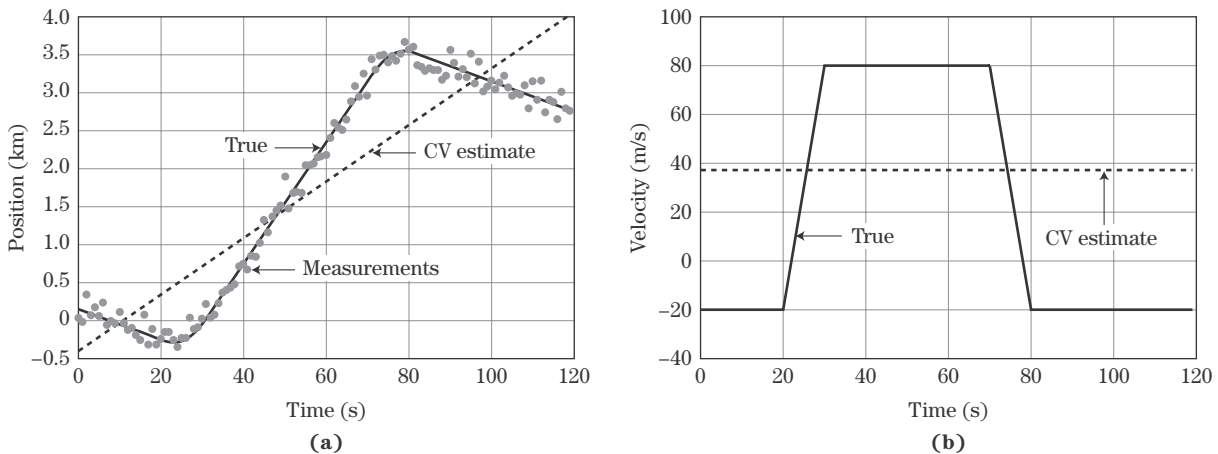 4.0
3.5
3.0
2.5
2.0
1.5
1.0
0.5
0
–0.5
Position (km)
True
CV estimate
Measurements
0 20 40 60 80 100 120
Time (s)
(a)
100
80
60
40
20
0
–20
–40
Velocity (m/s)
True
CV estimate
0 20 40 60 80 100 120
Time (s)
(b)